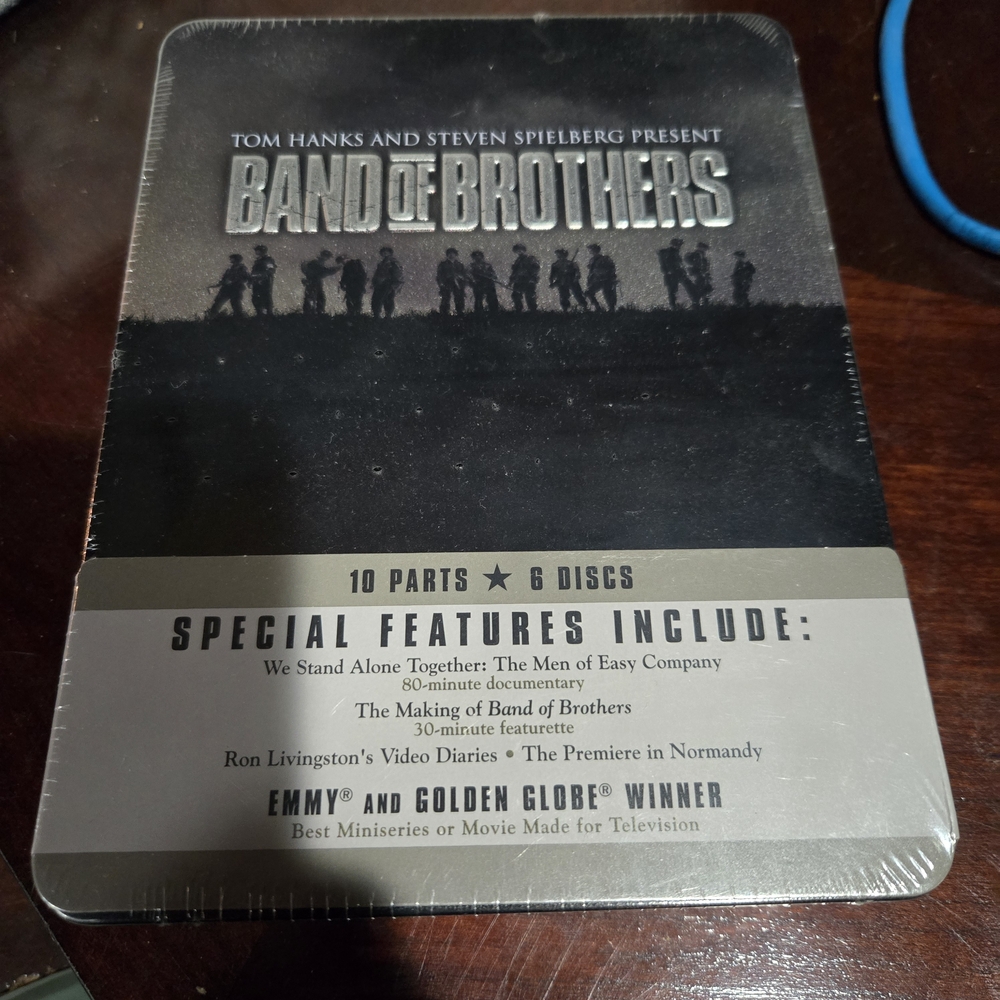 TOM HANKS AND STEVEN SPIELBERG PRESENT
BAND OF BROTHERS
10 PARTS ★ 6 DISCS
SPECIAL FEATURES INCLUDE:
We Stand Alone Together: The Men of Easy Company
80-minute documentary
The Making of Band of Brothers
30-minute featurette
Ron Livingston's Video Diaries • The Premiere in Normandy
EMMY® AND GOLDEN GLOBE® WINNER
Best Miniseries or Movie Made for Television